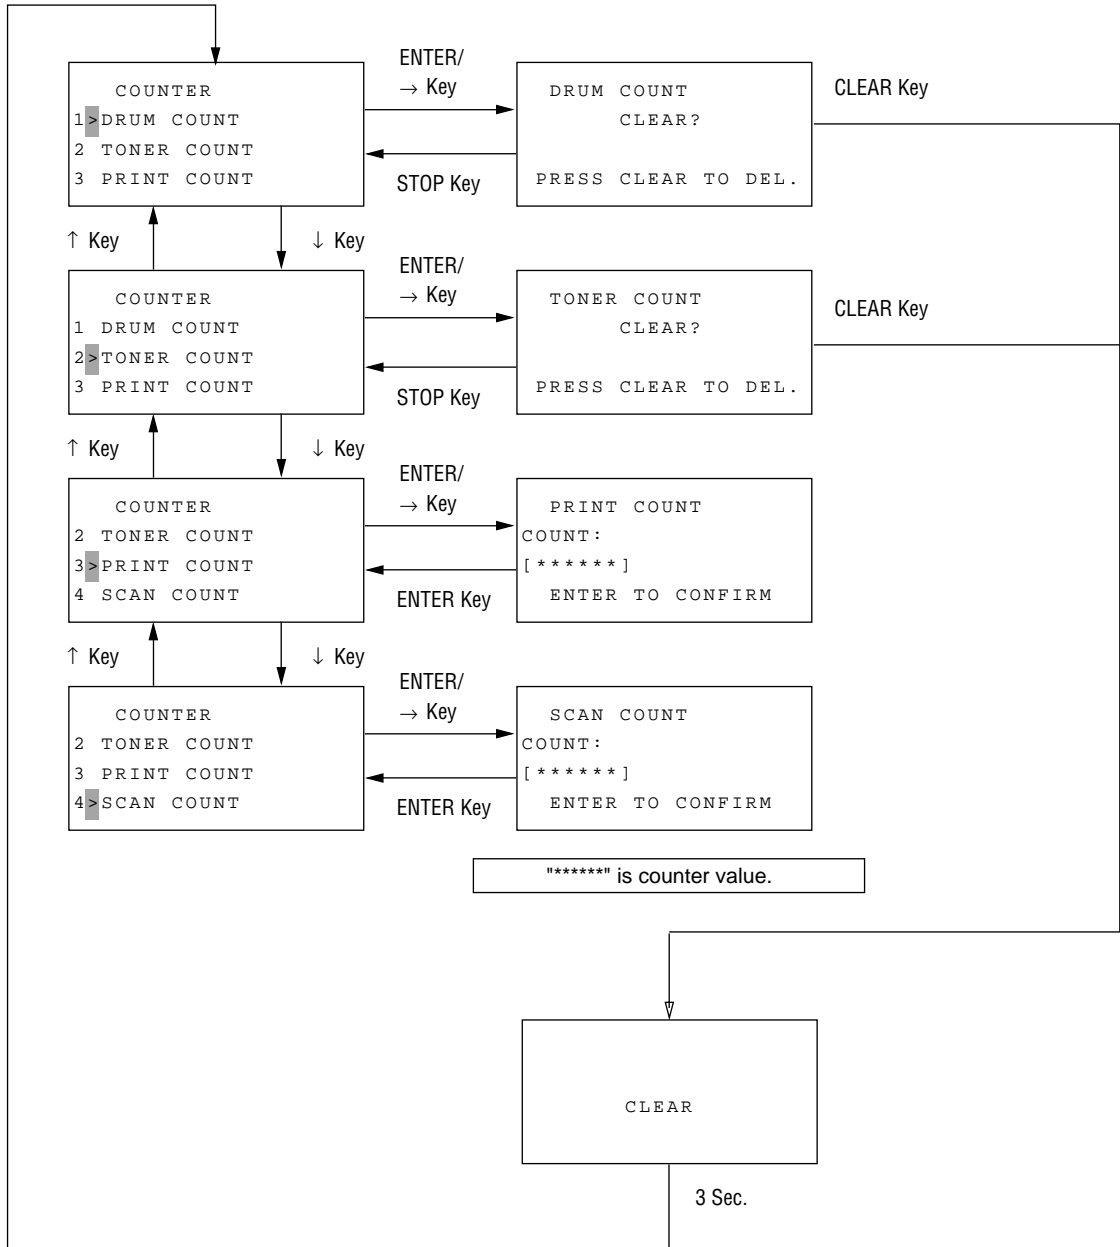 ENTER/
→ Key
COUNTER
1>DRUM COUNT
2 TONER COUNT
3 PRINT COUNT
DRUM COUNT
CLEAR?
PRESS CLEAR TO DEL.
CLEAR Key
STOP Key
↑ Key
↓ Key
ENTER/
→ Key
COUNTER
1 DRUM COUNT
2>TONER COUNT
3 PRINT COUNT
TONER COUNT
CLEAR?
PRESS CLEAR TO DEL.
CLEAR Key
STOP Key
↑ Key
↓ Key
ENTER/
→ Key
COUNTER
2 TONER COUNT
3>PRINT COUNT
4 SCAN COUNT
PRINT COUNT
COUNT:
[******]
ENTER TO CONFIRM
ENTER Key
↑ Key
↓ Key
ENTER/
→ Key
COUNTER
2 TONER COUNT
3 PRINT COUNT
4>SCAN COUNT
SCAN COUNT
COUNT:
[******]
ENTER TO CONFIRM
ENTER Key
"******" is counter value.
CLEAR
3 Sec.